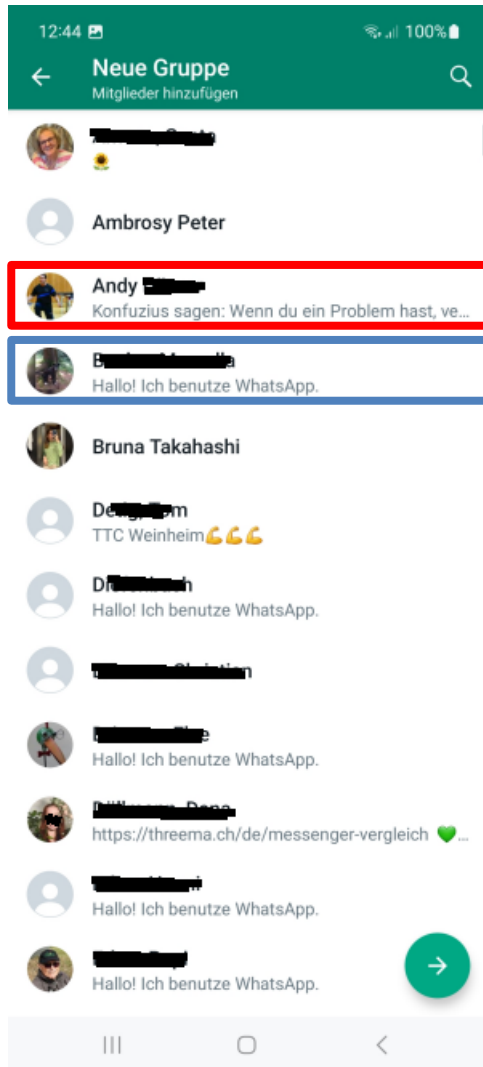 12:44
100%
Neue Gruppe
Mitglieder hinzufügen
🌻
Ambrosy Peter
Andy
Konfuzius sagen: Wenn du ein Problem hast, ve...
Hallo! Ich benutze WhatsApp.
Bruna Takahashi
TTC Weinheim💪💪💪
Hallo! Ich benutze WhatsApp.
Hallo! Ich benutze WhatsApp.
https://threema.ch/de/messenger-vergleich 💚...
Hallo! Ich benutze WhatsApp.
Hallo! Ich benutze WhatsApp.